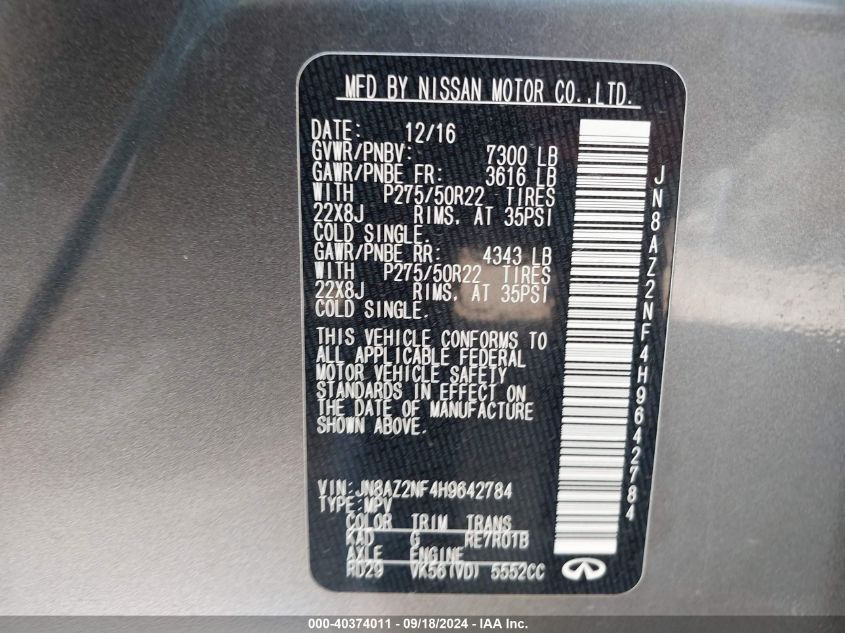 MFD BY NISSAN MOTOR CO.,LTD.
DATE: 12/16
GVWR/PNBV: 7300 LB
GAWR/PNBE FR: 3616 LB
WITH P275/50R22 TIRES
22X8J RIMS, AT 35PSI
COLD SINGLE.
GAWR/PNBE RR: 4343 LB
WITH P275/50R22 TIRES
22X8J RIMS, AT 35PSI
COLD SINGLE.
THIS VEHICLE CONFORMS TO
ALL APPLICABLE FEDERAL
MOTOR VEHICLE SAFETY
STANDARDS IN EFFECT ON
THE DATE OF MANUFACTURE
SHOWN ABOVE.
VIN:JN8AZ2NF4H9642784
TYPE:MPV
COLOR TRIM TRANS
KAD G RE7R01B
AXLE ENGINE
RD29 VK56(VD) 5552CC
JN8AZ2NF4H9642784
000-40374011 - 09/18/2024 - IAA Inc.